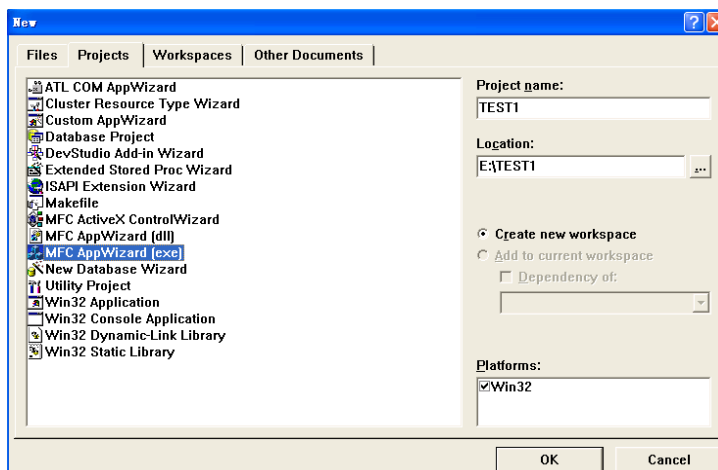 New
Files Projects Workspaces Other Documents
ATL COM AppWizard
Cluster Resource Type Wizard
Custom AppWizard
Database Project
DevStudio Add-in Wizard
Extended Stored Proc Wizard
ISAPI Extension Wizard
Makefile
MFC ActiveX ControlWizard
MFC AppWizard (dll)
MFC AppWizard (exe)
New Database Wizard
Utility Project
Win32 Application
Win32 Console Application
Win32 Dynamic-Link Library
Win32 Static Library
Project name:
TEST1
Location:
E:\TEST1
...
Create new workspace
Add to current workspace
Dependency of:
Platforms:
Win32
OK Cancel